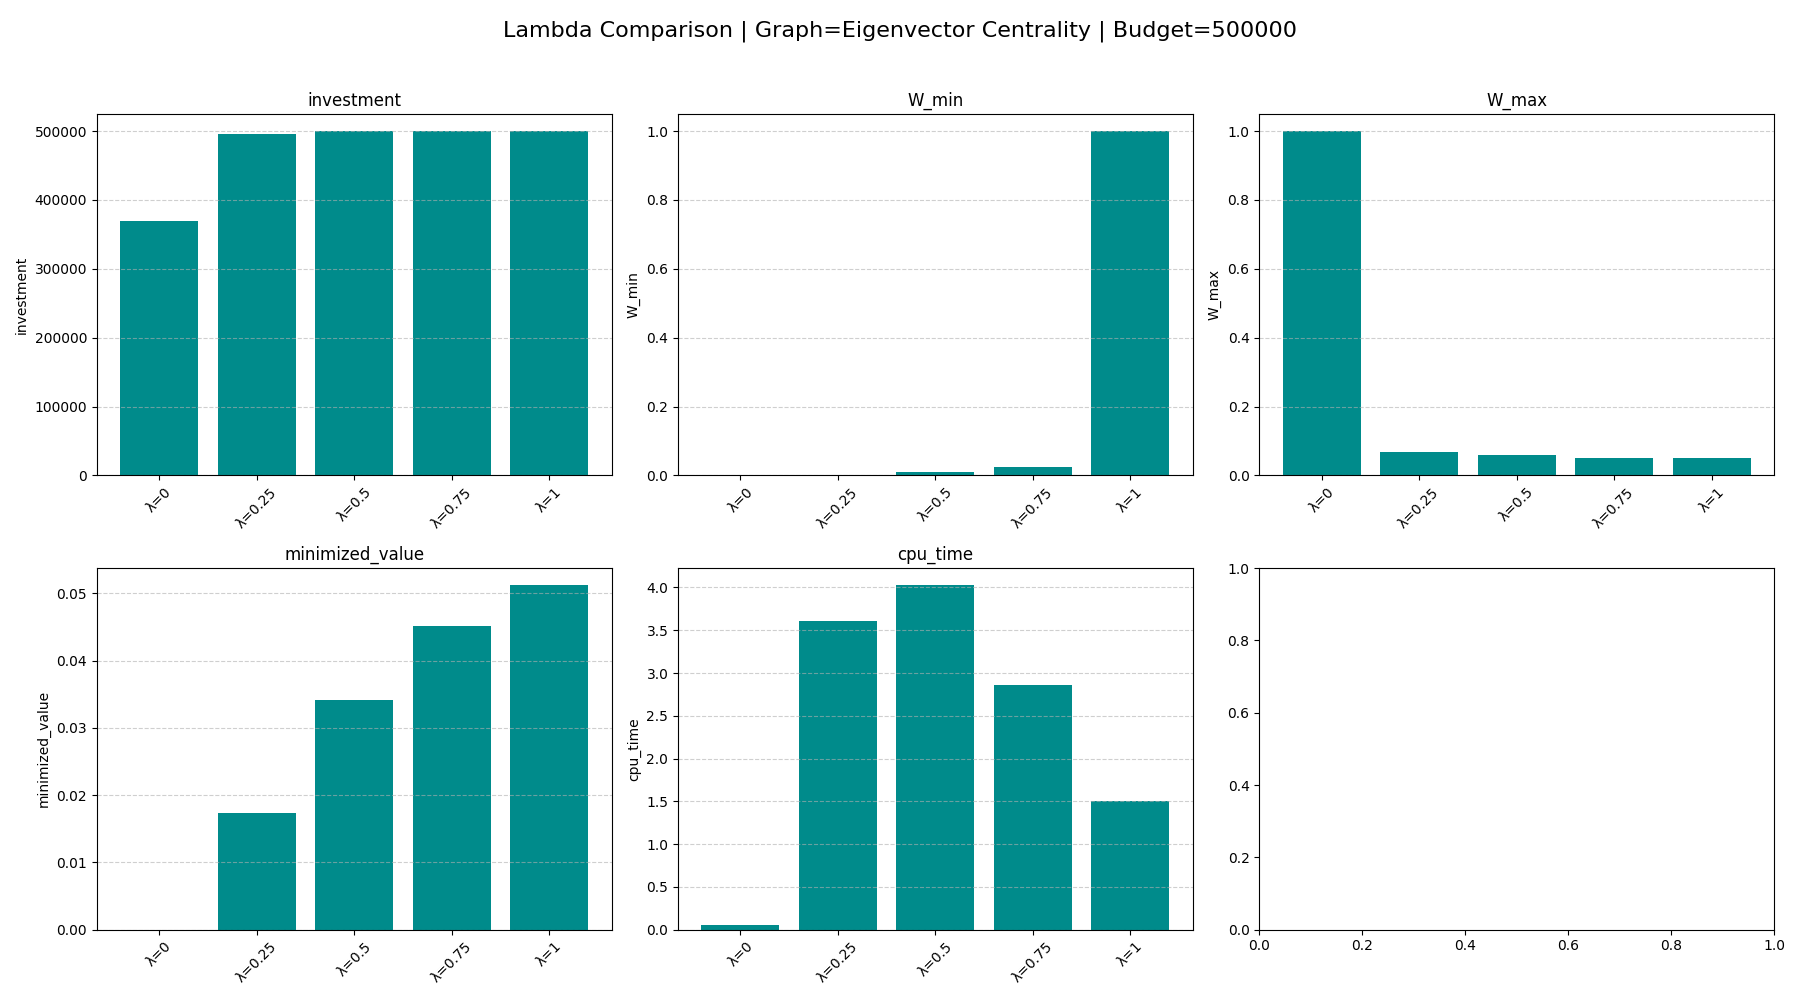 Lambda Comparison | Graph=Eigenvector Centrality | Budget=500000
investment
investment
500000
400000
300000
200000
100000
0
λ=0
λ=0.25
λ=0.5
λ=0.75
λ=1
W_min
W_min
1.0
0.8
0.6
0.4
0.2
0.0
λ=0
λ=0.25
λ=0.5
λ=0.75
λ=1
W_max
W_max
1.0
0.8
0.6
0.4
0.2
0.0
λ=0
λ=0.25
λ=0.5
λ=0.75
λ=1
minimized_value
minimized_value
0.05
0.04
0.03
0.02
0.01
0.00
λ=0
λ=0.25
λ=0.5
λ=0.75
λ=1
cpu_time
cpu_time
4.0
3.5
3.0
2.5
2.0
1.5
1.0
0.5
0.0
λ=0
λ=0.25
λ=0.5
λ=0.75
λ=1
1.0
0.8
0.6
0.4
0.2
0.0
0.0 0.2 0.4 0.6 0.8 1.0